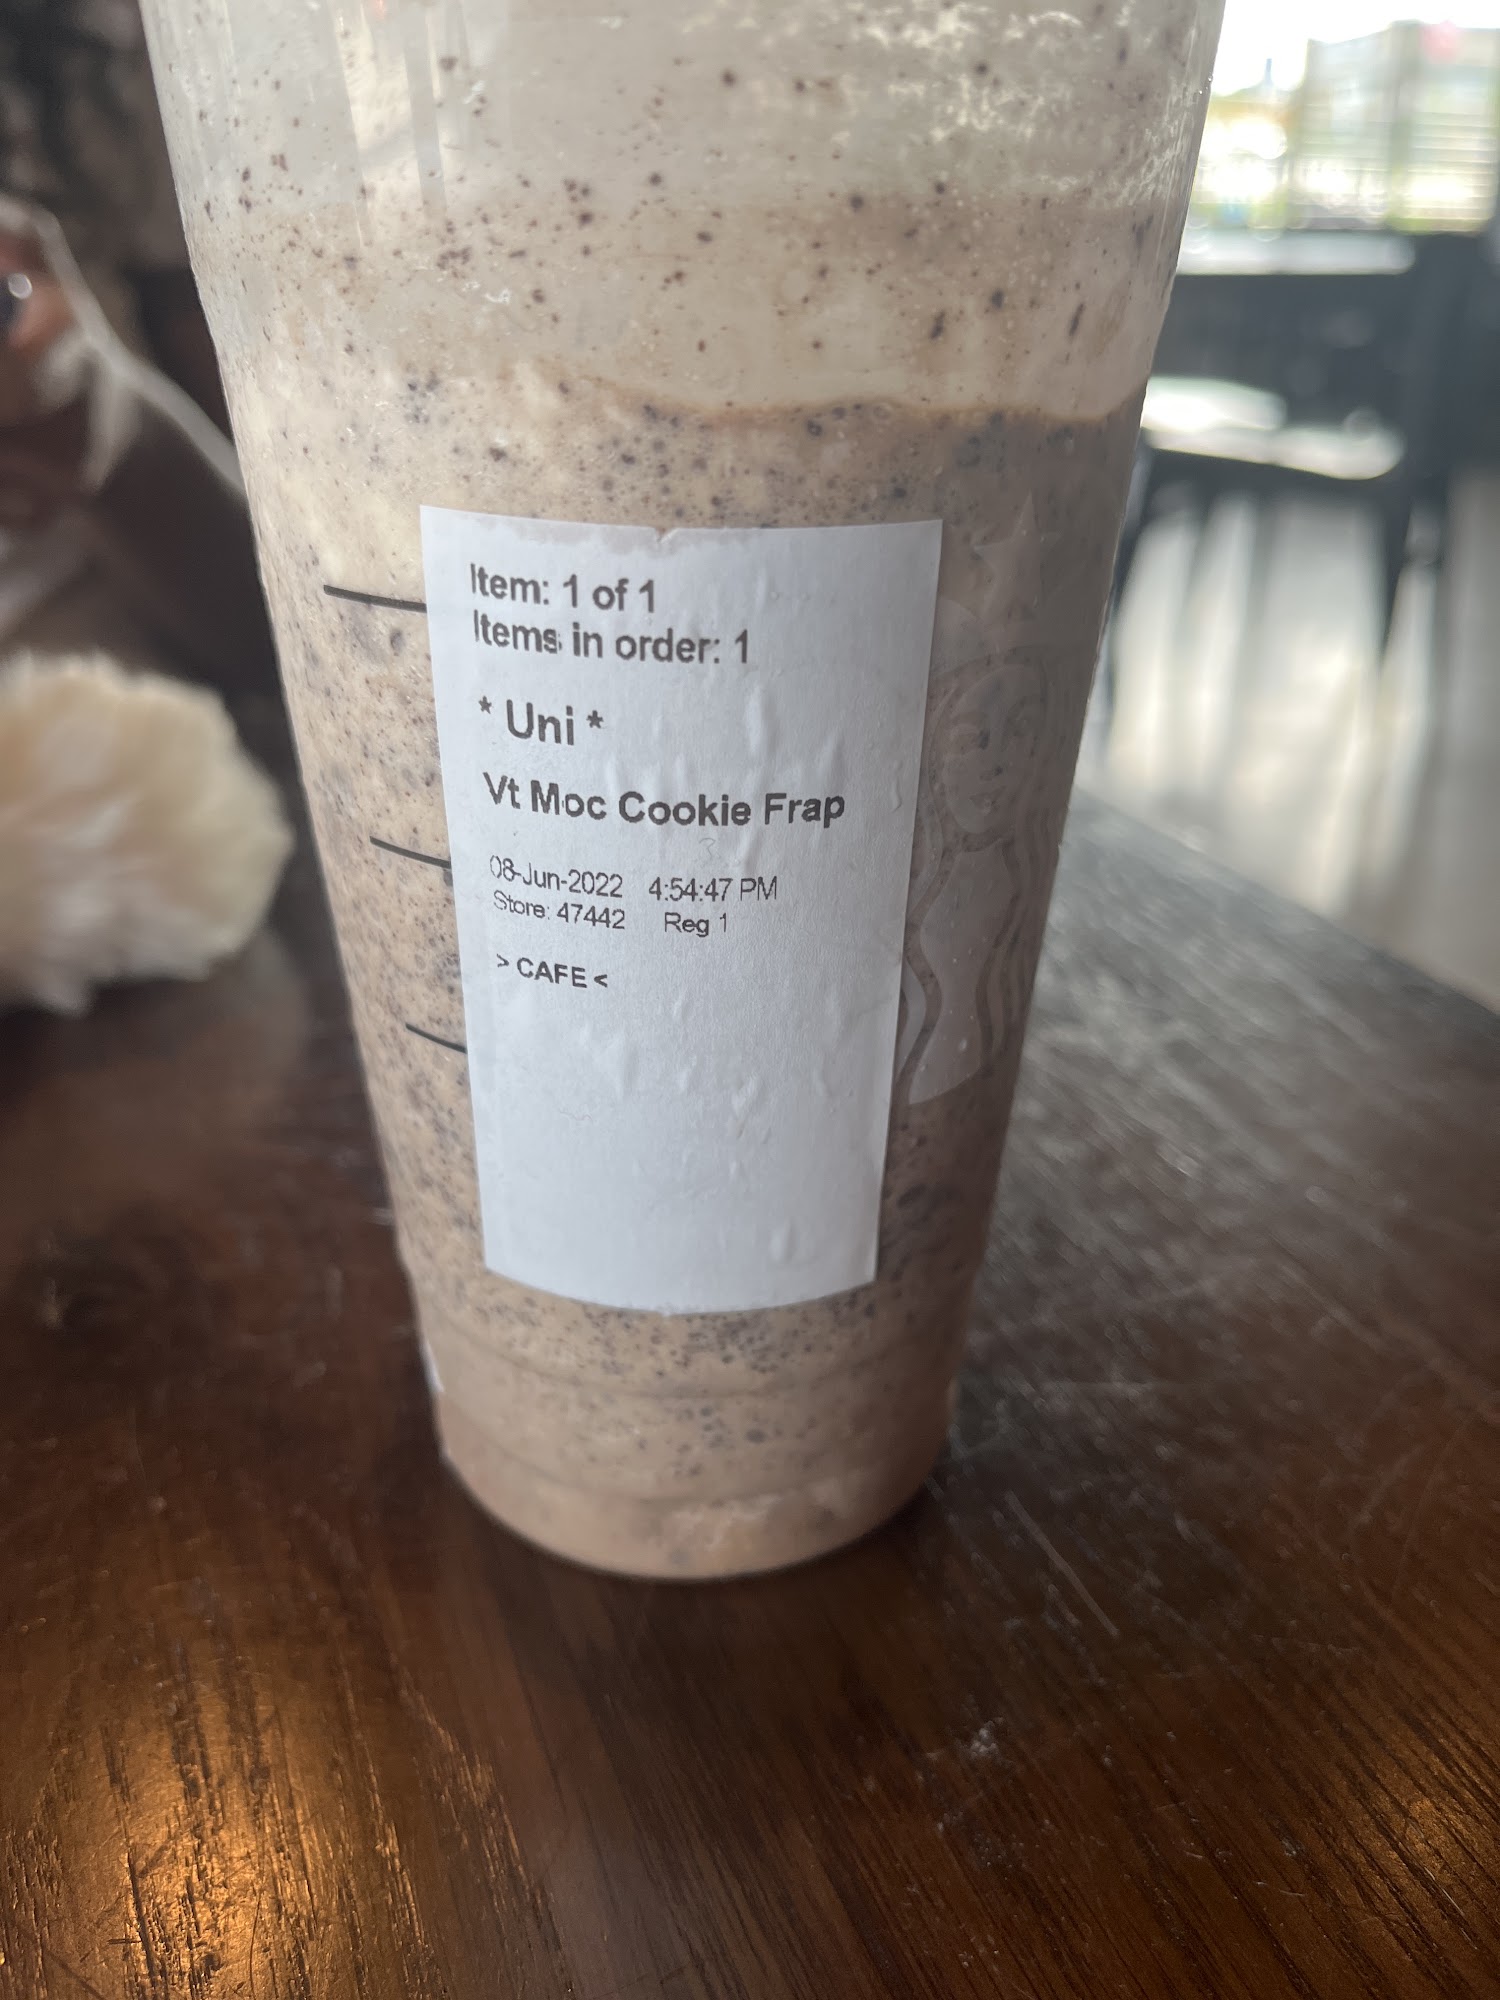 Item: 1 of 1
Items in order: 1
* Uni *
Vt Moc Cookie Frap
08-Jun-2022 4:54:47 PM
Store: 47442 Reg 1
> CAFE <